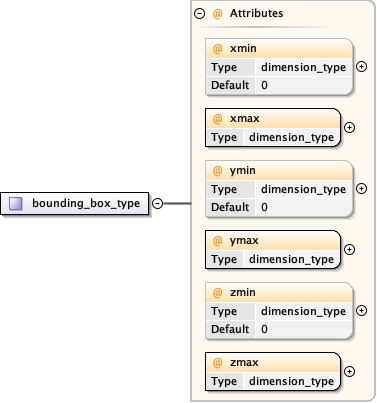 @ Attributes
@ xmin
Type dimension_type
Default 0
@ xmax
Type dimension_type
@ ymin
Type dimension_type
Default 0
bounding_box_type
@ ymax
Type dimension_type
@ zmin
Type dimension_type
Default 0
@ zmax
Type dimension_type